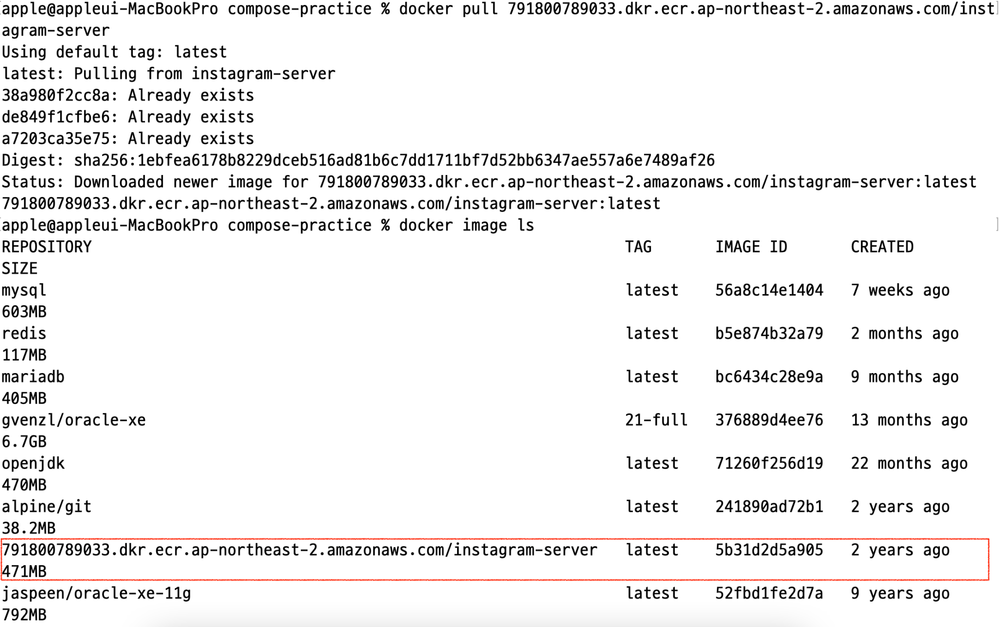 apple@appleui-MacBookPro compose-practice % docker pull 791800789033.dkr.ecr.ap-northeast-2.amazonaws.com/inst
agram-server
Using default tag: latest
latest: Pulling from instagram-server
38a980f2cc8a: Already exists
de849f1cfbe6: Already exists
a7203ca35e75: Already exists
Digest: sha256:1ebfea6178b8229dceb516ad81b6c7dd1711bf7d52bb6347ae557a6e7489af26
Status: Downloaded newer image for 791800789033.dkr.ecr.ap-northeast-2.amazonaws.com/instagram-server:latest
791800789033.dkr.ecr.ap-northeast-2.amazonaws.com/instagram-server:latest
apple@appleui-MacBookPro compose-practice % docker image ls
REPOSITORY TAG IMAGE ID CREATED
SIZE
mysql latest 56a8c14e1404 7 weeks ago
603MB
redis latest b5e874b32a79 2 months ago
117MB
mariadb latest bc6434c28e9a 9 months ago
405MB
gvenzl/oracle-xe 21-full 376889d4ee76 13 months ago
6.7GB
openjdk latest 71260f256d19 22 months ago
470MB
alpine/git latest 241890ad72b1 2 years ago
38.2MB
791800789033.dkr.ecr.ap-northeast-2.amazonaws.com/instagram-server latest 5b31d2d5a905 2 years ago
471MB
jaspeen/oracle-xe-11g latest 52fbd1fe2d7a 9 years ago
792MB